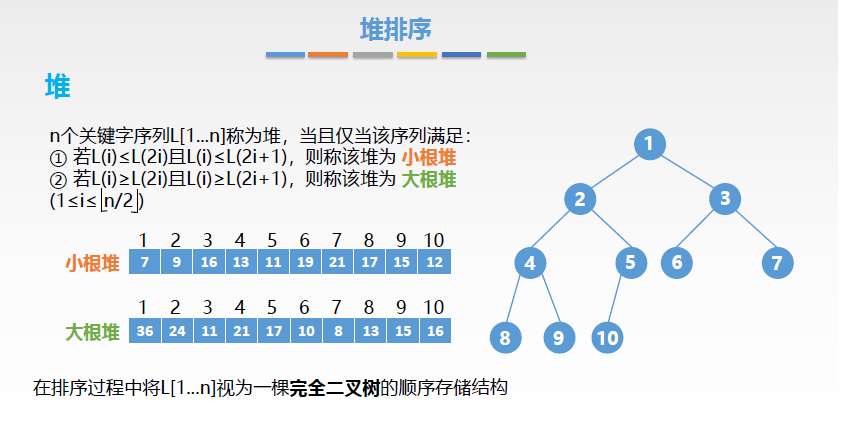 堆排序
堆
n个关键字序列L[1...n]称为堆，当且仅当该序列满足：
① 若L(i)≤L(2i)且L(i)≤L(2i+1)，则称该堆为 小根堆
② 若L(i)≥L(2i)且L(i)≥L(2i+1)，则称该堆为 大根堆
(1≤i≤⌊n/2⌋)
1 2 3 4 5 6 7 8 9 10
小根堆 7 9 16 13 11 19 21 17 15 12
1 2 3 4 5 6 7 8 9 10
大根堆 36 24 11 21 17 10 8 13 15 16
1
2 3
4 5 6 7
8 9 10
在排序过程中将L[1...n]视为一棵完全二叉树的顺序存储结构